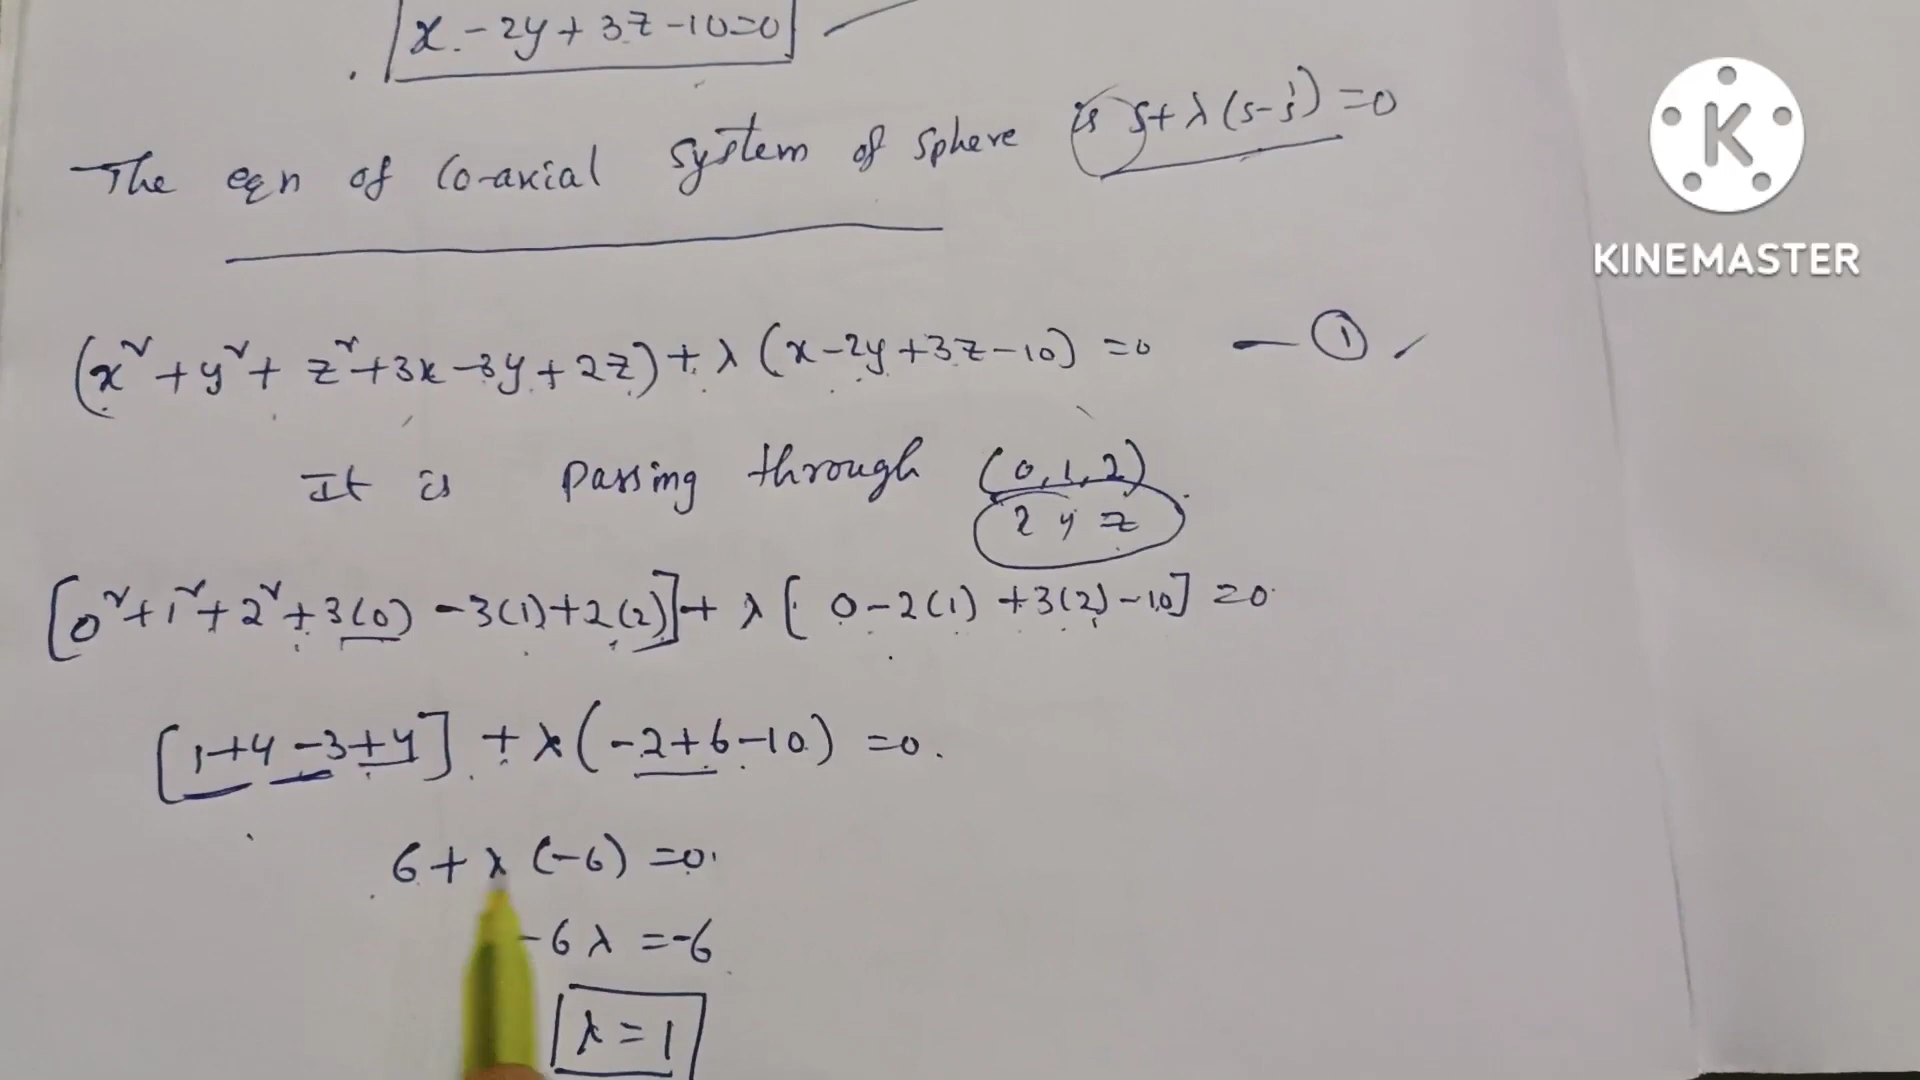 x - 2y + 3z - 10 = 0
The eqn of Co-axial system of sphere is s + λ (s - s') = 0
(x² + y² + z² + 3x - 3y + 2z) + λ (x - 2y + 3z - 10) = 0 — ①
It is passing through (0, 1, 2)
x y z
[0² + 1² + 2² + 3(0) - 3(1) + 2(2)] + λ [0 - 2(1) + 3(2) - 10] = 0
[1 + 4 - 3 + 4] + λ (-2 + 6 - 10) = 0.
6 + λ (-6) = 0.
-6λ = -6
λ = 1
K
KINEMASTER